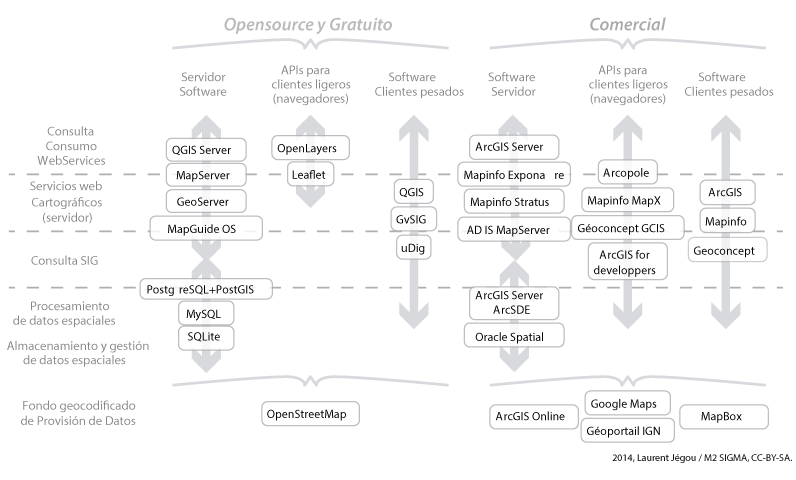 Opensource y Gratuito
Comercial
Servidor
Software
APIs para
clientes ligeros
(navegadores)
Software
Clientes pesados
Software
Servidor
APIs para
clientes ligeros
(navegadores)
Software
Clientes pesados
Consulta
Consumo
WebServices
Servicios web
Cartográficos
(servidor)
Consulta SIG
Procesamiento
de datos espaciales
Almacenamiento y gestión
de datos espaciales
QGIS Server
MapServer
GeoServer
MapGuide OS
Postg reSQL+PostGIS
MySQL
SQLite
OpenLayers
Leaflet
QGIS
GvSIG
uDig
ArcGIS Server
Mapinfo Expona re
Mapinfo Stratus
AD IS MapServer
ArcGIS Server
ArcSDE
Oracle Spatial
Arcopole
Mapinfo MapX
Géoconcept GCIS
ArcGIS for
developpers
ArcGIS
Mapinfo
Geoconcept
Fondo geocodificado
de Provisión de Datos
OpenStreetMap
ArcGIS Online
Google Maps
Géoportail IGN
MapBox
2014, Laurent Jégou / M2 SIGMA, CC-BY-SA.